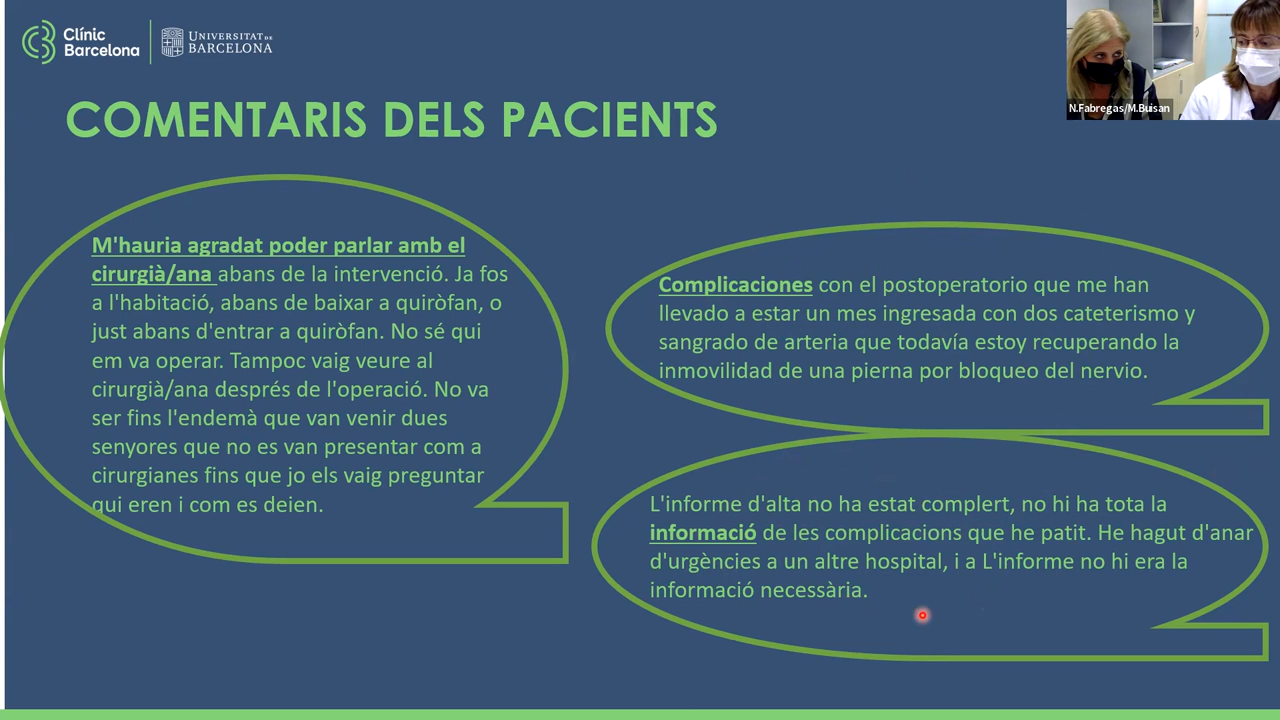 Clínic
Barcelona
UNIVERSITAT DE
BARCELONA
N.Fabregas/M.Buisan
COMENTARIS DELS PACIENTS
M'hauria agradat poder parlar amb el
cirurgià/ana abans de la intervenció. Ja fos
a l'habitació, abans de baixar a quiròfan, o
just abans d'entrar a quiròfan. No sé qui
em va operar. Tampoc vaig veure al
cirurgià/ana després de l'operació. No va
ser fins l'endemà que van venir dues
senyores que no es van presentar com a
cirurgianes fins que jo els vaig preguntar
qui eren i com es deien.
Complicaciones con el postoperatorio que me han
llevado a estar un mes ingresada con dos cateterismo y
sangrado de arteria que todavía estoy recuperando la
inmovilidad de una pierna por bloqueo del nervio.
L'informe d'alta no ha estat complert, no hi ha tota la
informació de les complicacions que he patit. He hagut d'anar
d'urgències a un altre hospital, i a L'informe no hi era la
informació necessària.